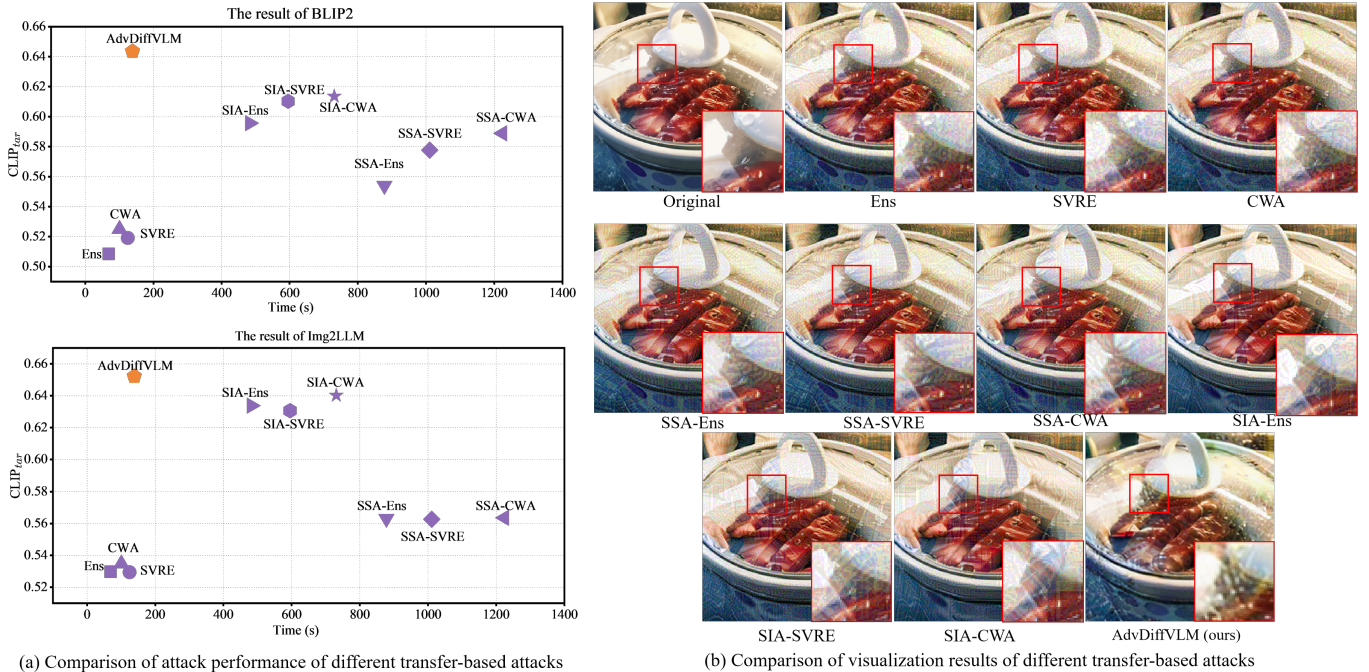 The result of BLIP2
CLIP_tar
0.66
0.64
0.62
0.60
0.58
0.56
0.54
0.52
0.50
AdvDiffVLM
SIA-SVRE
SIA-Ens
SIA-CWA
SSA-CWA
SSA-SVRE
SSA-Ens
CWA
SVRE
Ens
0 200 400 600 800 1000 1200 1400
Time (s)
The result of Img2LLM
CLIP_tar
0.66
0.64
0.62
0.60
0.58
0.56
0.54
0.52
AdvDiffVLM
SIA-Ens
SIA-CWA
SIA-SVRE
SSA-Ens
SSA-CWA
SSA-SVRE
CWA
Ens
SVRE
0 200 400 600 800 1000 1200 1400
Time (s)
(a) Comparison of attack performance of different transfer-based attacks
Original Ens SVRE CWA
SSA-Ens SSA-SVRE SSA-CWA SIA-Ens
SIA-SVRE SIA-CWA AdvDiffVLM (ours)
(b) Comparison of visualization results of different transfer-based attacks